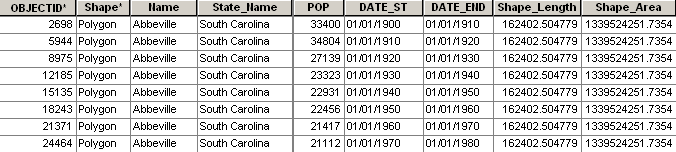 OBJECTID* Shape* Name State_Name POP DATE_ST DATE_END Shape_Length Shape_Area
2698 Polygon Abbeville South Carolina 33400 01/01/1900 01/01/1910 162402.504779 1339524251.7354
5944 Polygon Abbeville South Carolina 34804 01/01/1910 01/01/1920 162402.504779 1339524251.7354
8975 Polygon Abbeville South Carolina 27139 01/01/1920 01/01/1930 162402.504779 1339524251.7354
12185 Polygon Abbeville South Carolina 23323 01/01/1930 01/01/1940 162402.504779 1339524251.7354
15135 Polygon Abbeville South Carolina 22931 01/01/1940 01/01/1950 162402.504779 1339524251.7354
18243 Polygon Abbeville South Carolina 22456 01/01/1950 01/01/1960 162402.504779 1339524251.7354
21371 Polygon Abbeville South Carolina 21417 01/01/1960 01/01/1970 162402.504779 1339524251.7354
24464 Polygon Abbeville South Carolina 21112 01/01/1970 01/01/1980 162402.504779 1339524251.7354